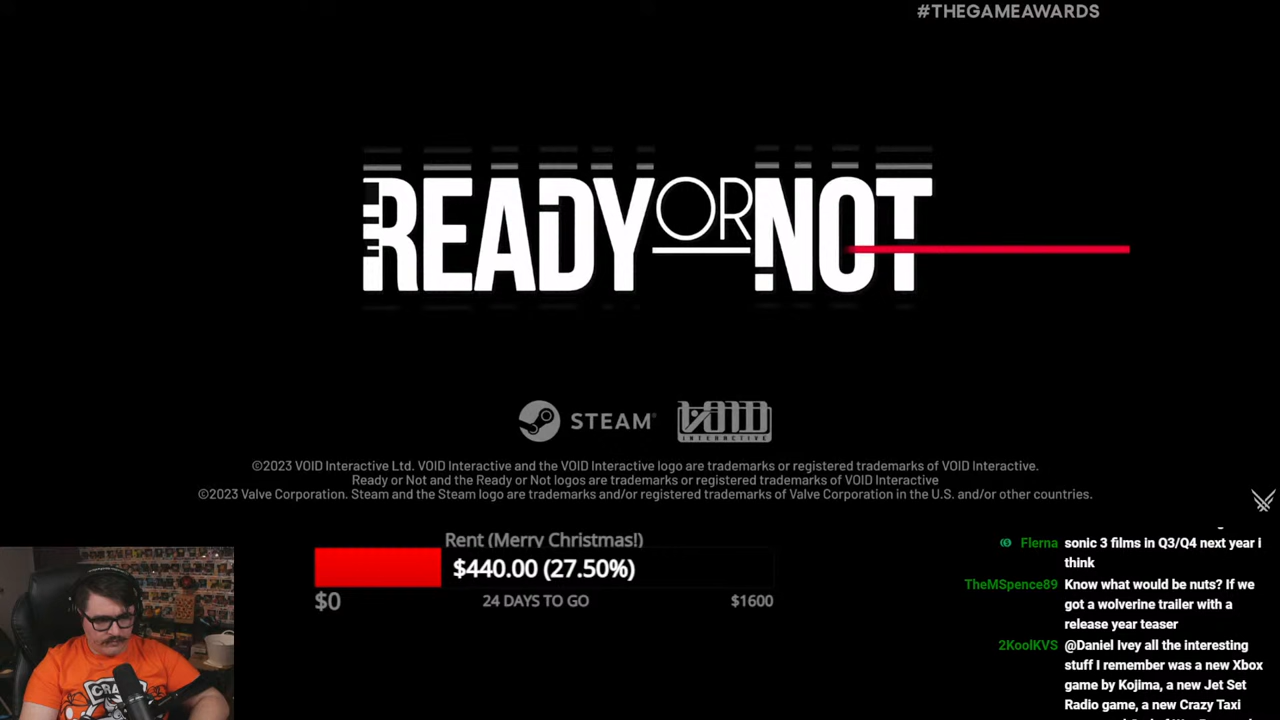 #THEGAMEAWARDS
READY OR NOT
STEAM®
VOID
INTERACTIVE
©2023 VOID Interactive Ltd. VOID Interactive and the VOID Interactive logo are trademarks or registered trademarks of VOID Interactive.
Ready or Not and the Ready or Not logos are trademarks or registered trademarks of VOID Interactive
©2023 Valve Corporation. Steam and the Steam logo are trademarks and/or registered trademarks of Valve Corporation in the U.S. and/or other countries.
Rent (Merry Christmas!)
$440.00 (27.50%)
$0
24 DAYS TO GO
$1600
Flerna sonic 3 films in Q3/Q4 next year i
think
TheMSpence89 Know what would be nuts? If we
got a wolverine trailer with a
release year teaser
2KoolKVS @Daniel Ivey all the interesting
stuff I remember was a new Xbox
game by Kojima, a new Jet Set
Radio game, a new Crazy Taxi
CRA